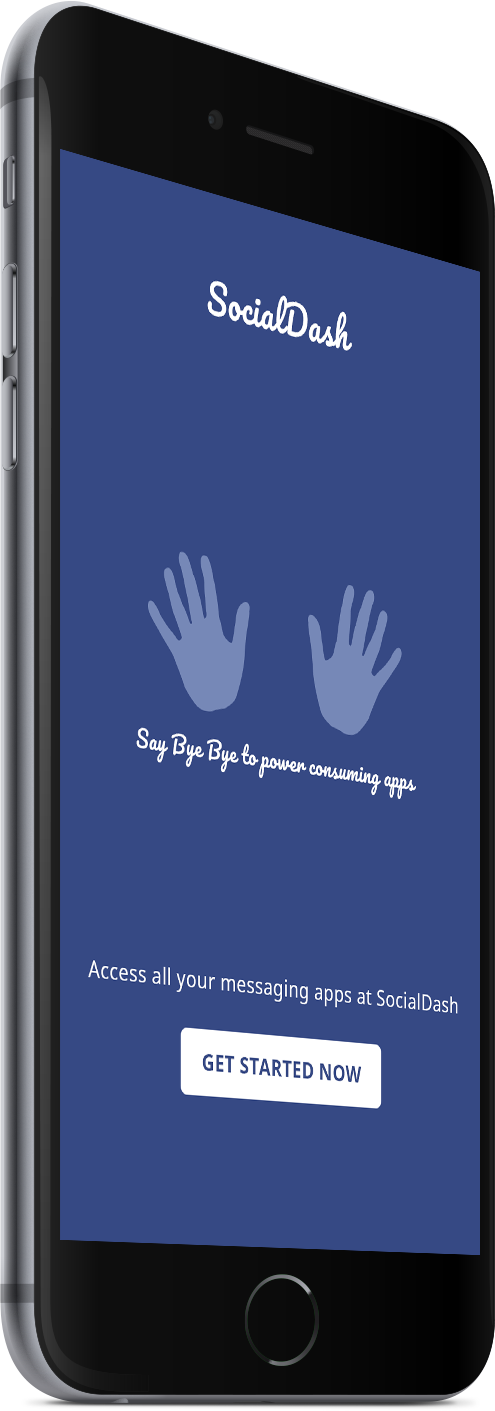 SocialDash
Say Bye Bye to power consuming apps
Access all your messaging apps at SocialDash
GET STARTED NOW